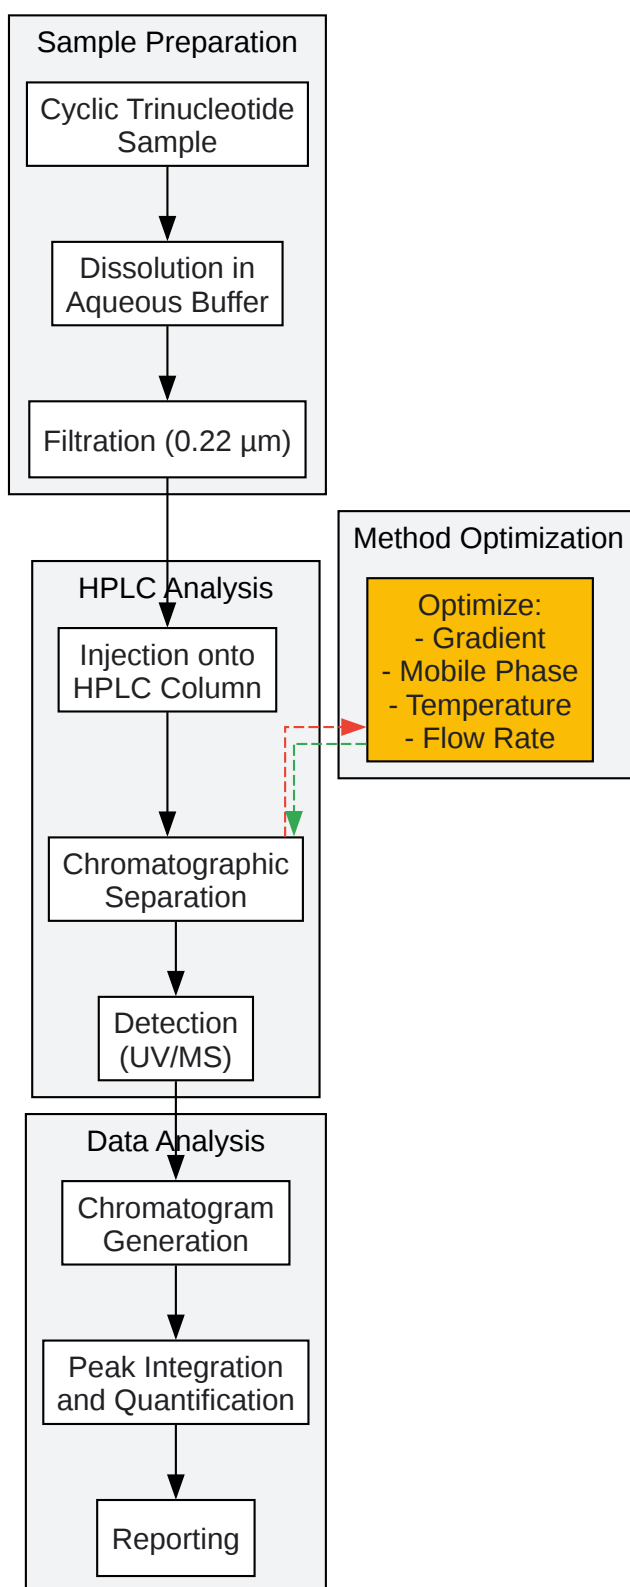 Sample Preparation
Cyclic Trinucleotide
Sample
Dissolution in
Aqueous Buffer
Filtration (0.22 µm)
HPLC Analysis
Injection onto
HPLC Column
Method Optimization
Optimize:
- Gradient
- Mobile Phase
- Temperature
- Flow Rate
Chromatographic
Separation
Detection
(UV/MS)
Data Analysis
Chromatogram
Generation
Peak Integration
and Quantification
Reporting